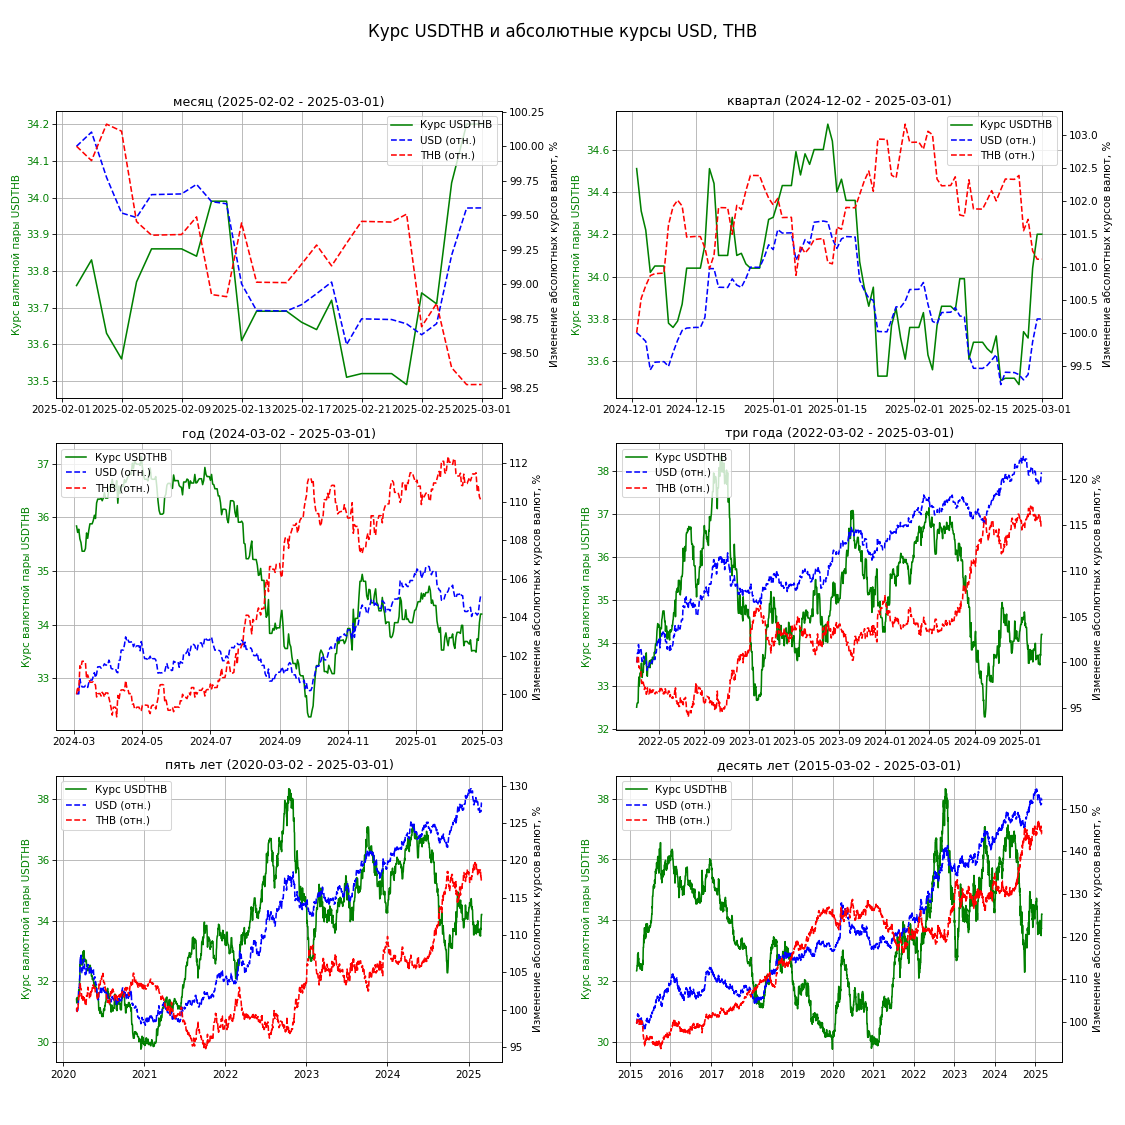 Курс USDTHB и абсолютные курсы USD, THB
месяц (2025-02-02 - 2025-03-01)
Курс валютной пары USDTHB
34.2
34.1
34.0
33.9
33.8
33.7
33.6
33.5
Курс USDTHB
USD (отн.)
THB (отн.)
100.25
100.00
99.75
99.50
99.25
99.00
98.75
98.50
98.25
Изменение абсолютных курсов валют, %
2025-02-01 2025-02-05 2025-02-09 2025-02-13 2025-02-17 2025-02-21 2025-02-25 2025-03-01
квартал (2024-12-02 - 2025-03-01)
Курс валютной пары USDTHB
34.6
34.4
34.2
34.0
33.8
33.6
Курс USDTHB
USD (отн.)
THB (отн.)
103.0
102.5
102.0
101.5
101.0
100.5
100.0
99.5
Изменение абсолютных курсов валют, %
2024-12-01 2024-12-15 2025-01-01 2025-01-15 2025-02-01 2025-02-15 2025-03-01
год (2024-03-02 - 2025-03-01)
Курс валютной пары USDTHB
37
36
35
34
33
Курс USDTHB
USD (отн.)
THB (отн.)
112
110
108
106
104
102
100
Изменение абсолютных курсов валют, %
2024-03 2024-05 2024-07 2024-09 2024-11 2025-01 2025-03
три года (2022-03-02 - 2025-03-01)
Курс валютной пары USDTHB
38
37
36
35
34
33
32
Курс USDTHB
USD (отн.)
THB (отн.)
120
115
110
105
100
95
Изменение абсолютных курсов валют, %
2022-05 2022-09 2023-01 2023-05 2023-09 2024-01 2024-05 2024-09 2025-01
пять лет (2020-03-02 - 2025-03-01)
Курс валютной пары USDTHB
38
36
34
32
30
Курс USDTHB
USD (отн.)
THB (отн.)
130
125
120
115
110
105
100
95
Изменение абсолютных курсов валют, %
2020 2021 2022 2023 2024 2025
десять лет (2015-03-02 - 2025-03-01)
Курс валютной пары USDTHB
38
36
34
32
30
Курс USDTHB
USD (отн.)
THB (отн.)
150
140
130
120
110
100
Изменение абсолютных курсов валют, %
2015 2016 2017 2018 2019 2020 2021 2022 2023 2024 2025